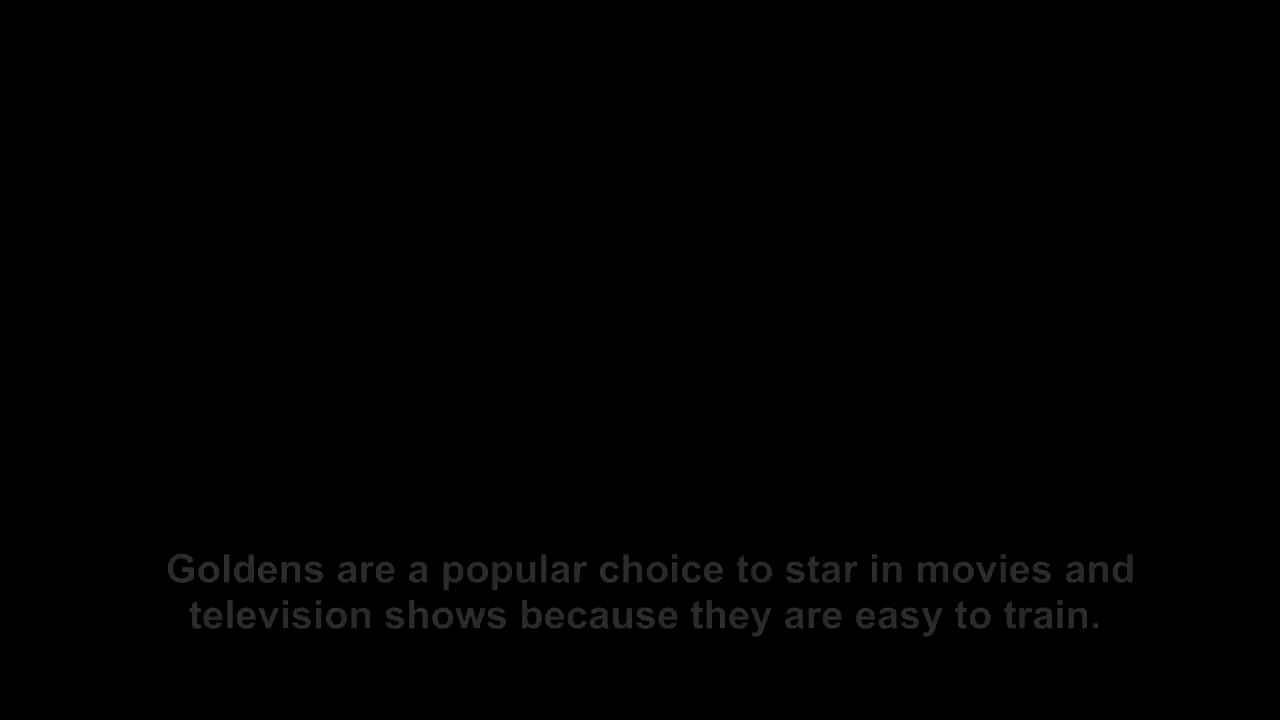 Goldens are a popular choice to star in movies and
television shows because they are easy to train.